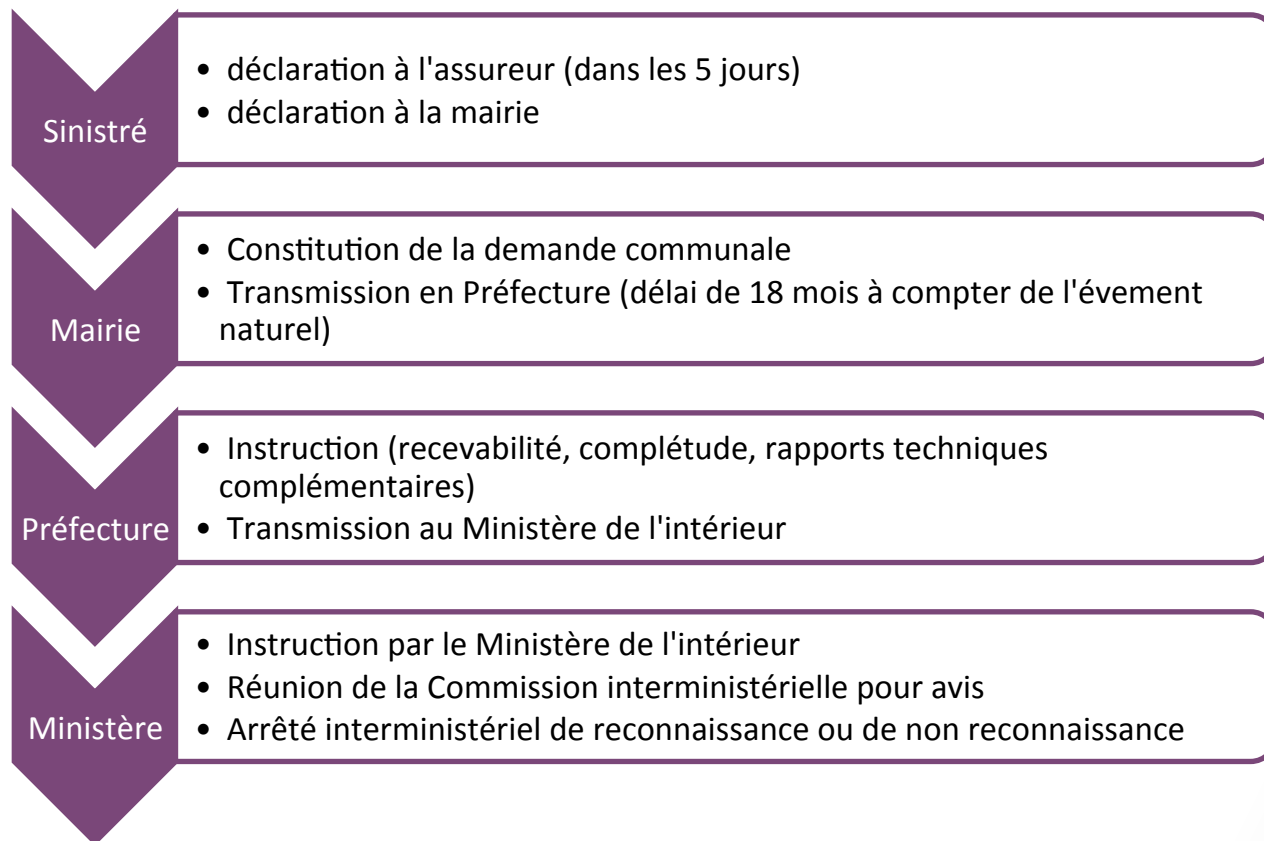 Sinistré
• déclaration à l'assureur (dans les 5 jours)
• déclaration à la mairie
Mairie
• Constitution de la demande communale
• Transmission en Préfecture (délai de 18 mois à compter de l'évement
naturel)
Préfecture
• Instruction (recevabilité, complétude, rapports techniques
complémentaires)
• Transmission au Ministère de l'intérieur
Ministère
• Instruction par le Ministère de l'intérieur
• Réunion de la Commission interministérielle pour avis
• Arrêté interministériel de reconnaissance ou de non reconnaissance